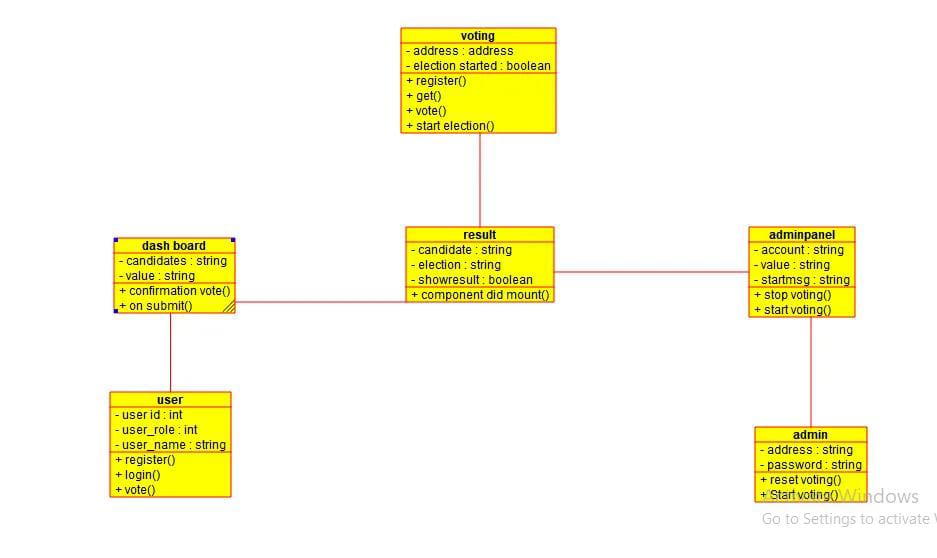 voting
- address : address
- election started : boolean
+ register()
+ get()
+ vote()
+ start election()
dash board
- candidates : string
- value : string
+ confirmation vote()
+ on submit()
result
- candidate : string
- election : string
- showresult : boolean
+ component did mount()
adminpanel
- account : string
- value : string
- startmsg : string
+ stop voting()
+ start voting()
user
- user id : int
- user_role : int
- user_name : string
+ register()
+ login()
+ vote()
admin
- address : string
- password : string
+ reset voting()
+ Start voting()
Windows
Go to Settings to activate